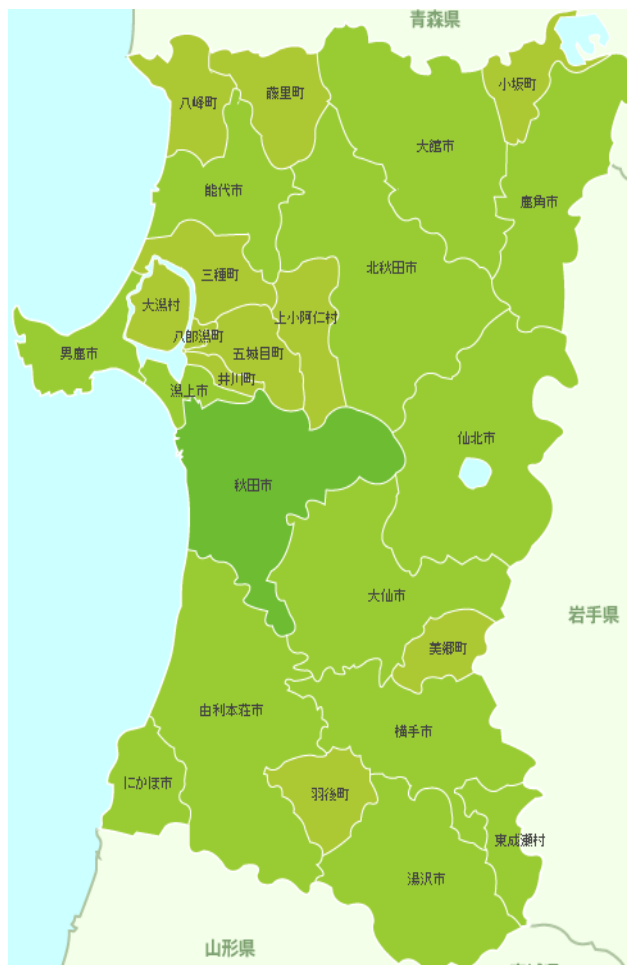 青森県
小坂町
八峰町
藤里町
大館市
能代市
鹿角市
三種町
北秋田市
大潟村
上小阿仁村
八郎潟町
男鹿市
五城目町
井川町
潟上市
仙北市
秋田市
大仙市
岩手県
美郷町
由利本荘市
横手市
にかほ市
羽後町
東成瀬村
湯沢市
山形県